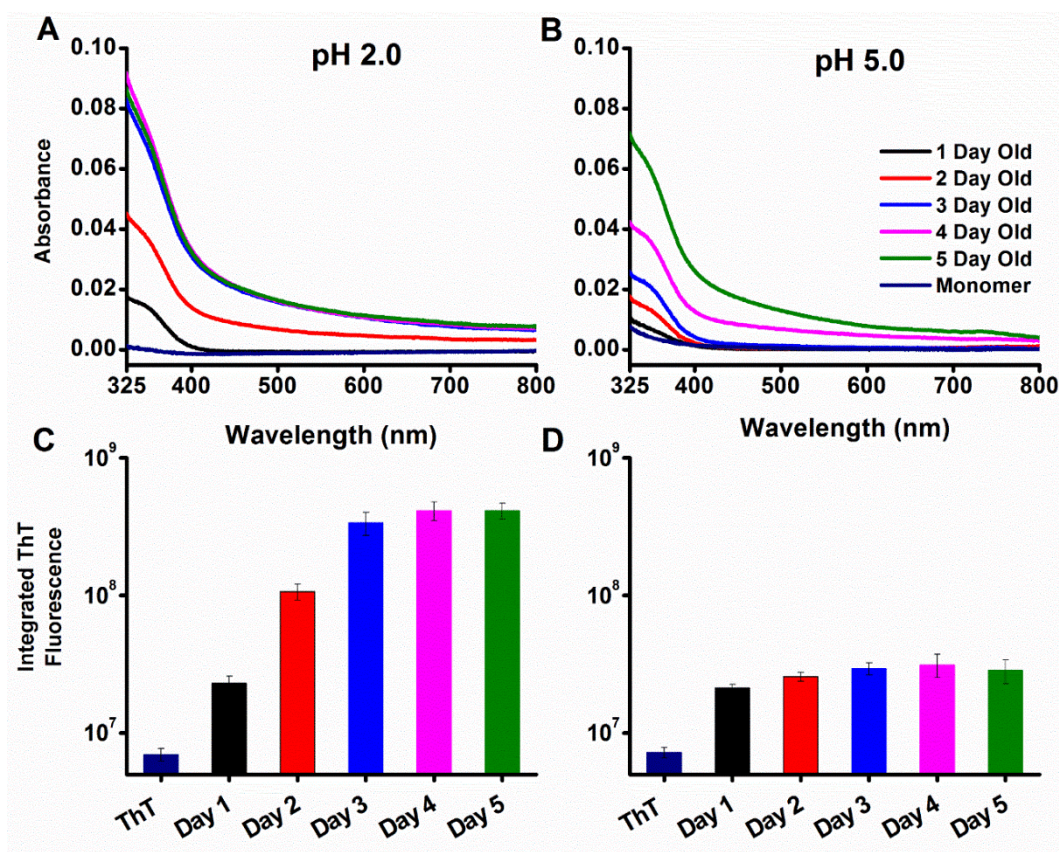 A
pH 2.0
0.10
0.08
0.06
0.04
0.02
0.00
Absorbance
325
400
500
600
700
800
Wavelength (nm)
B
pH 5.0
0.10
0.08
0.06
0.04
0.02
0.00
1 Day Old
2 Day Old
3 Day Old
4 Day Old
5 Day Old
Monomer
325
400
500
600
700
800
Wavelength (nm)
C
10⁹
10⁸
10⁷
Integrated ThT
Fluorescence
ThT
Day 1
Day 2
Day 3
Day 4
Day 5
D
10⁹
10⁸
10⁷
ThT
Day 1
Day 2
Day 3
Day 4
Day 5